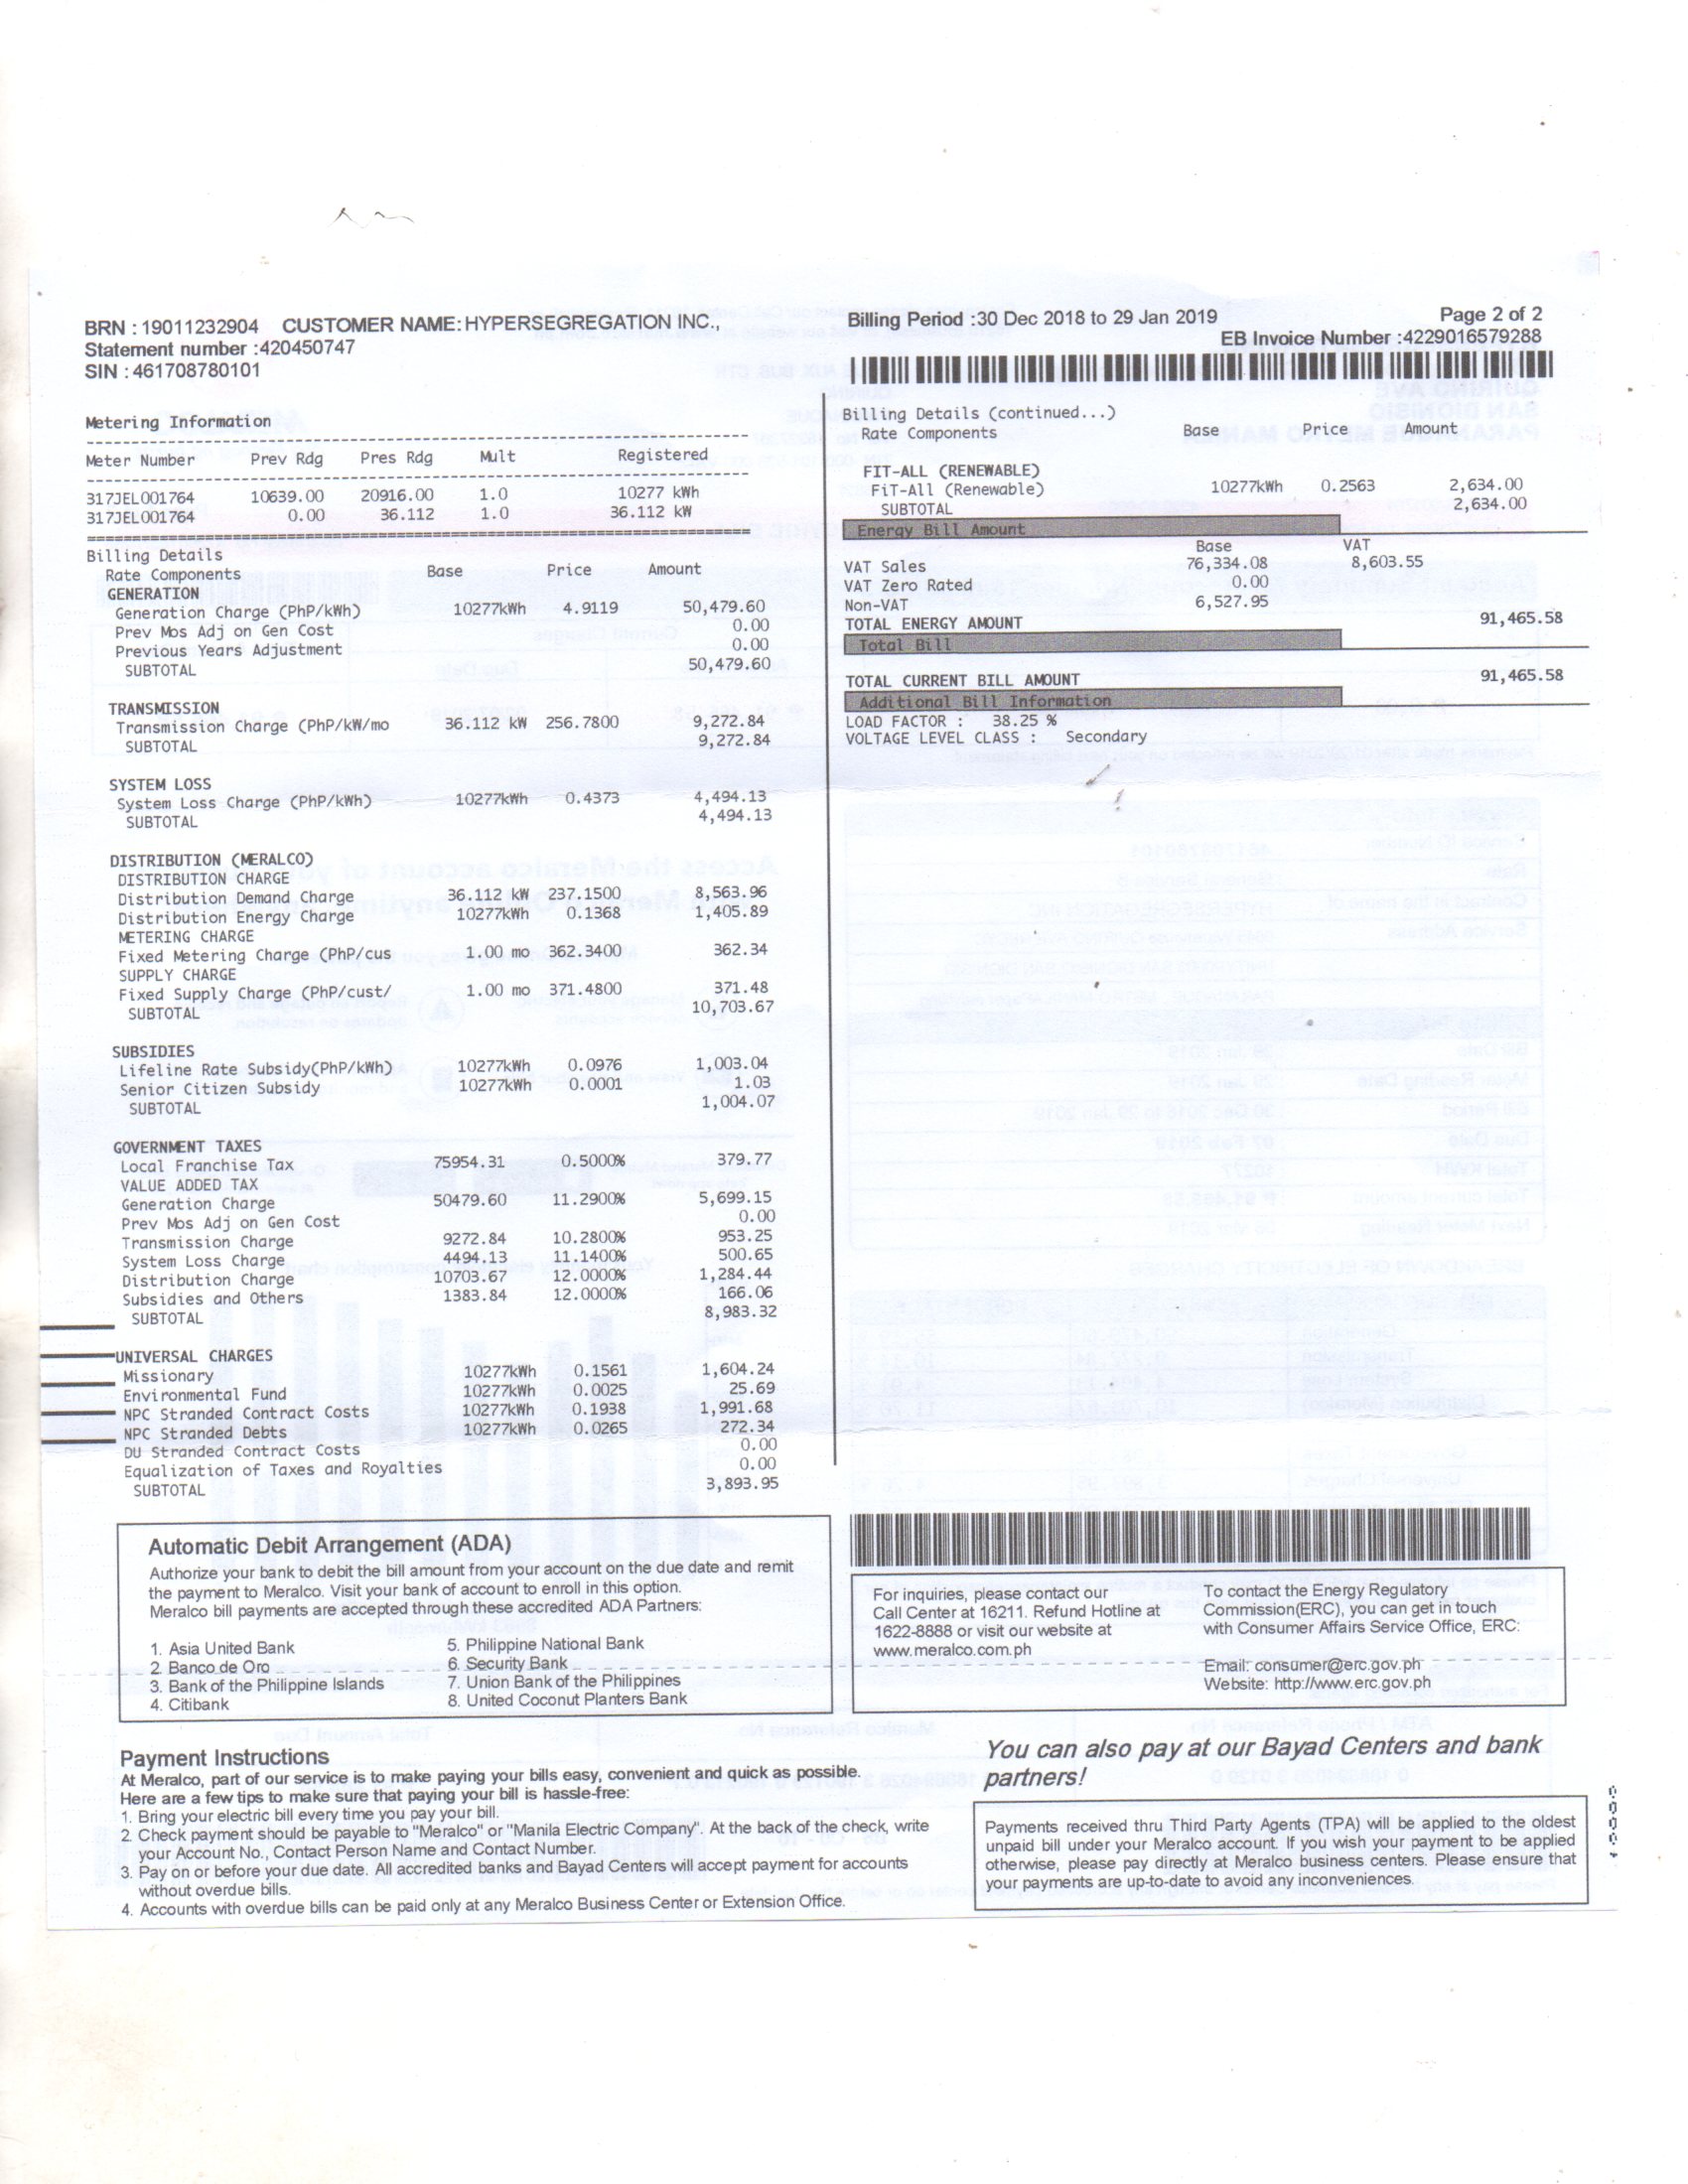 BRN : 19011232904 CUSTOMER NAME: HYPERSEGREGATION INC.,
Statement number :420450747
SIN : 461708780101
Billing Period :30 Dec 2018 to 29 Jan 2019
Page 2 of 2
EB Invoice Number :4229016579288
Metering Information
Meter Number Prev Rdg Pres Rdg Mult Registered
317JEL001764 10639.00 20916.00 1.0 10277 kWh
317JEL001764 0.00 36.112 1.0 36.112 kW
Billing Details
Rate Components Base Price Amount
GENERATION
Generation Charge (PhP/kWh) 10277kWh 4.9119 50,479.60
Prev Mos Adj on Gen Cost 0.00
Previous Years Adjustment 0.00
SUBTOTAL 50,479.60
TRANSMISSION
Transmission Charge (PhP/kW/mo 36.112 kW 256.7800 9,272.84
SUBTOTAL 9,272.84
SYSTEM LOSS
System Loss Charge (PhP/kWh) 10277kWh 0.4373 4,494.13
SUBTOTAL 4,494.13
DISTRIBUTION (MERALCO)
DISTRIBUTION CHARGE
Distribution Demand Charge 36.112 kW 237.1500 8,563.96
Distribution Energy Charge 10277kWh 0.1368 1,405.89
METERING CHARGE
Fixed Metering Charge (PhP/cus 1.00 mo 362.3400 362.34
SUPPLY CHARGE
Fixed Supply Charge (PhP/cust/ 1.00 mo 371.4800 371.48
SUBTOTAL 10,703.67
SUBSIDIES
Lifeline Rate Subsidy(PhP/kWh) 10277kWh 0.0976 1,003.04
Senior Citizen Subsidy 10277kWh 0.0001 1.03
SUBTOTAL 1,004.07
GOVERNMENT TAXES
Local Franchise Tax 75954.31 0.5000% 379.77
VALUE ADDED TAX
Generation Charge 50479.60 11.2900% 5,699.15
Prev Mos Adj on Gen Cost 0.00
Transmission Charge 9272.84 10.2800% 953.25
System Loss Charge 4494.13 11.1400% 500.65
Distribution Charge 10703.67 12.0000% 1,284.44
Subsidies and Others 1383.84 12.0000% 166.06
SUBTOTAL 8,983.32
UNIVERSAL CHARGES
Missionary 10277kWh 0.1561 1,604.24
Environmental Fund 10277kWh 0.0025 25.69
NPC Stranded Contract Costs 10277kWh 0.1938 1,991.68
NPC Stranded Debts 10277kWh 0.0265 272.34
DU Stranded Contract Costs 0.00
Equalization of Taxes and Royalties 0.00
SUBTOTAL 3,893.95
Billing Details (continued...)
Rate Components Base Price Amount
FIT-ALL (RENEWABLE)
FiT-All (Renewable) 10277kWh 0.2563 2,634.00
SUBTOTAL 2,634.00
Energy Bill Amount
Base VAT
VAT Sales 76,334.08 8,603.55
VAT Zero Rated 0.00
Non-VAT 6,527.95
TOTAL ENERGY AMOUNT 91,465.58
Total Bill
TOTAL CURRENT BILL AMOUNT 91,465.58
Additional Bill Information
LOAD FACTOR : 38.25 %
VOLTAGE LEVEL CLASS : Secondary
Automatic Debit Arrangement (ADA)
Authorize your bank to debit the bill amount from your account on the due date and remit
the payment to Meralco. Visit your bank of account to enroll in this option.
Meralco bill payments are accepted through these accredited ADA Partners:
1. Asia United Bank
2. Banco de Oro
3. Bank of the Philippine Islands
4. Citibank
5. Philippine National Bank
6. Security Bank
7. Union Bank of the Philippines
8. United Coconut Planters Bank
For inquiries, please contact our
Call Center at 16211. Refund Hotline at
1622-8888 or visit our website at
www.meralco.com.ph
To contact the Energy Regulatory
Commission(ERC), you can get in touch
with Consumer Affairs Service Office, ERC:
Email: consumer@erc.gov.ph
Website: http://www.erc.gov.ph
Payment Instructions
At Meralco, part of our service is to make paying your bills easy, convenient and quick as possible.
Here are a few tips to make sure that paying your bill is hassle-free:
1. Bring your electric bill every time you pay your bill.
2. Check payment should be payable to "Meralco" or "Manila Electric Company". At the back of the check, write
your Account No., Contact Person Name and Contact Number.
3. Pay on or before your due date. All accredited banks and Bayad Centers will accept payment for accounts
without overdue bills.
4. Accounts with overdue bills can be paid only at any Meralco Business Center or Extension Office.
You can also pay at our Bayad Centers and bank
partners!
Payments received thru Third Party Agents (TPA) will be applied to the oldest
unpaid bill under your Meralco account. If you wish your payment to be applied
otherwise, please pay directly at Meralco business centers. Please ensure that
your payments are up-to-date to avoid any inconveniences.